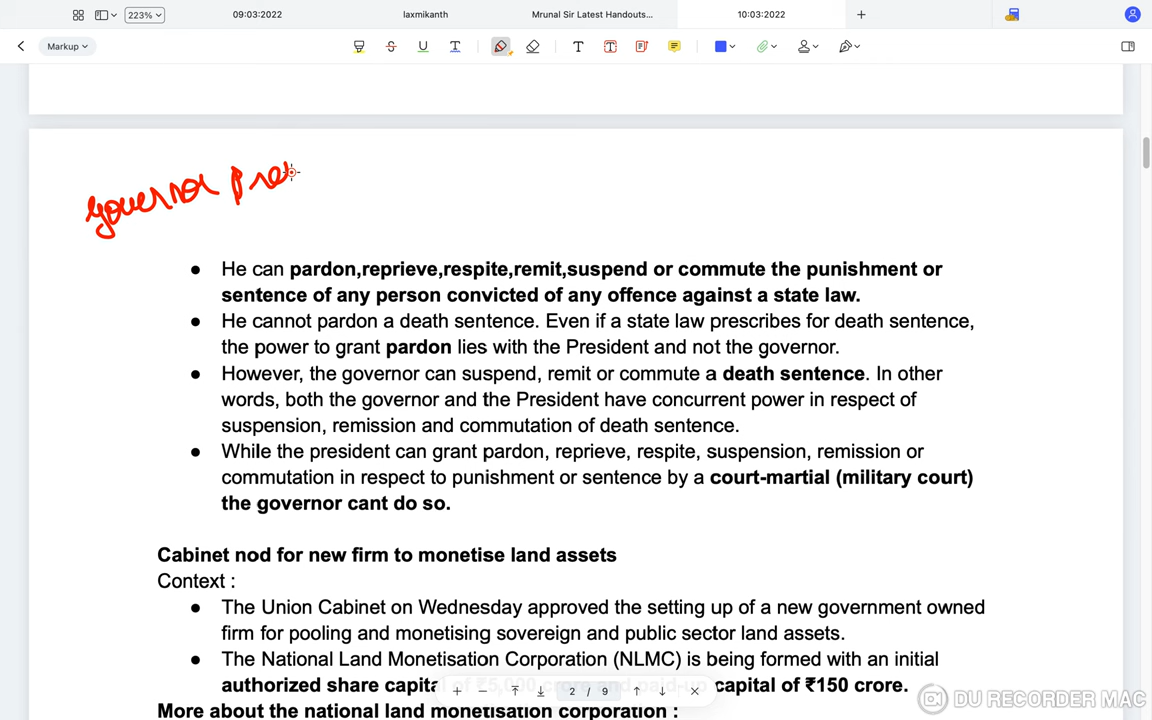 223%
09:03:2022
laxmikanth
Mrunal Sir Latest Handouts...
10:03:2022
Markup
governor pre
● He can pardon,reprieve,respite,remit,suspend or commute the punishment or
sentence of any person convicted of any offence against a state law.
● He cannot pardon a death sentence. Even if a state law prescribes for death sentence,
the power to grant pardon lies with the President and not the governor.
● However, the governor can suspend, remit or commute a death sentence. In other
words, both the governor and the President have concurrent power in respect of
suspension, remission and commutation of death sentence.
● While the president can grant pardon, reprieve, respite, suspension, remission or
commutation in respect to punishment or sentence by a court-martial (military court)
the governor cant do so.
Cabinet nod for new firm to monetise land assets
Context :
● The Union Cabinet on Wednesday approved the setting up of a new government owned
firm for pooling and monetising sovereign and public sector land assets.
● The National Land Monetisation Corporation (NLMC) is being formed with an initial
authorized share capital of ₹5,000 crore and paid-up capital of ₹150 crore.
2 / 9
More about the national land monetisation corporation :
DU RECORDER MAC